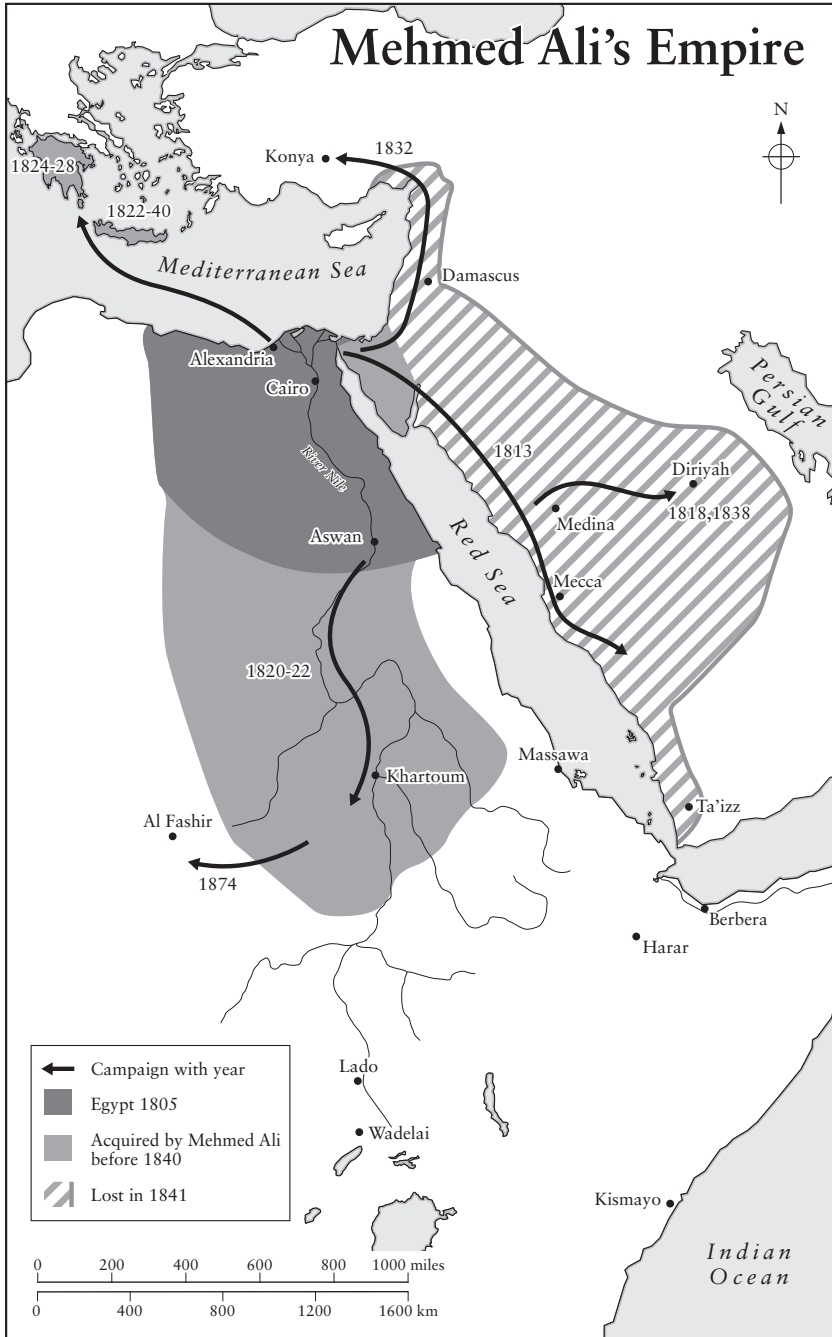 Mehmed Ali's Empire
N
Konya
1832
1824-28
1822-40
Mediterranean Sea
Damascus
Alexandria
Cairo
Persian
Gulf
River Nile
1813
Diriyah
1818,1838
Medina
Aswan
Red Sea
Mecca
1820-22
Massawa
Khartoum
Ta'izz
Al Fashir
1874
Berbera
Harar
Lado
Wadelai
Kismayo
Indian
Ocean
Campaign with year
Egypt 1805
Acquired by Mehmed Ali
before 1840
Lost in 1841
0 200 400 600 800 1000 miles
0 400 800 1200 1600 km